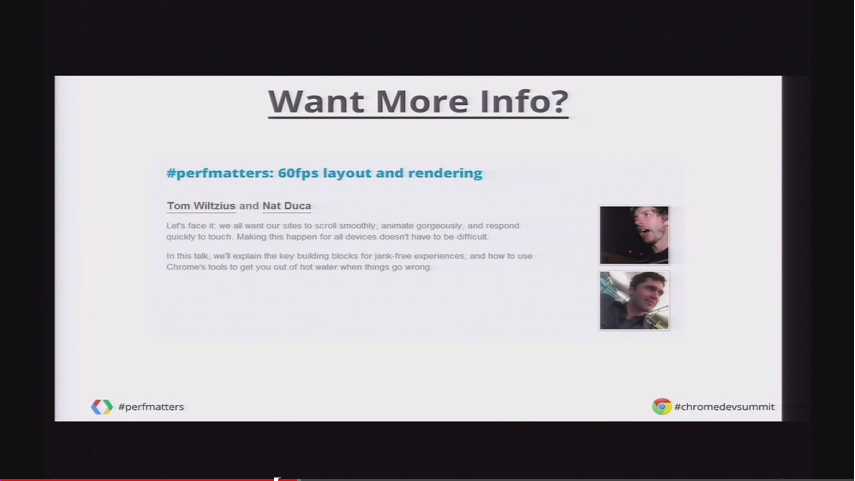 Want More Info?
#perfmatters: 60fps layout and rendering
Tom Wiltzius and Nat Duca
Let's face it: we all want our sites to scroll smoothly, animate gorgeously, and respond
quickly to touch. Making this happen for all devices doesn't have to be difficult.
In this talk, we'll explain the key building blocks for jank-free experiences, and how to use
Chrome's tools to get you out of hot water when things go wrong.
#perfmatters
#chromedevsummit